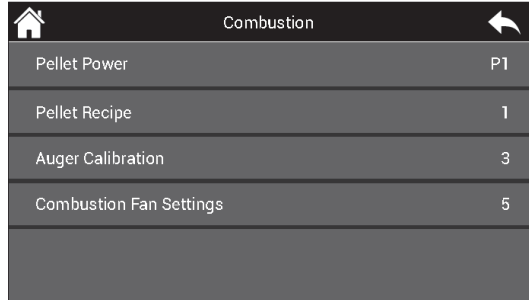 Combustion
Pellet Power P1
Pellet Recipe 1
Auger Calibration 3
Combustion Fan Settings 5